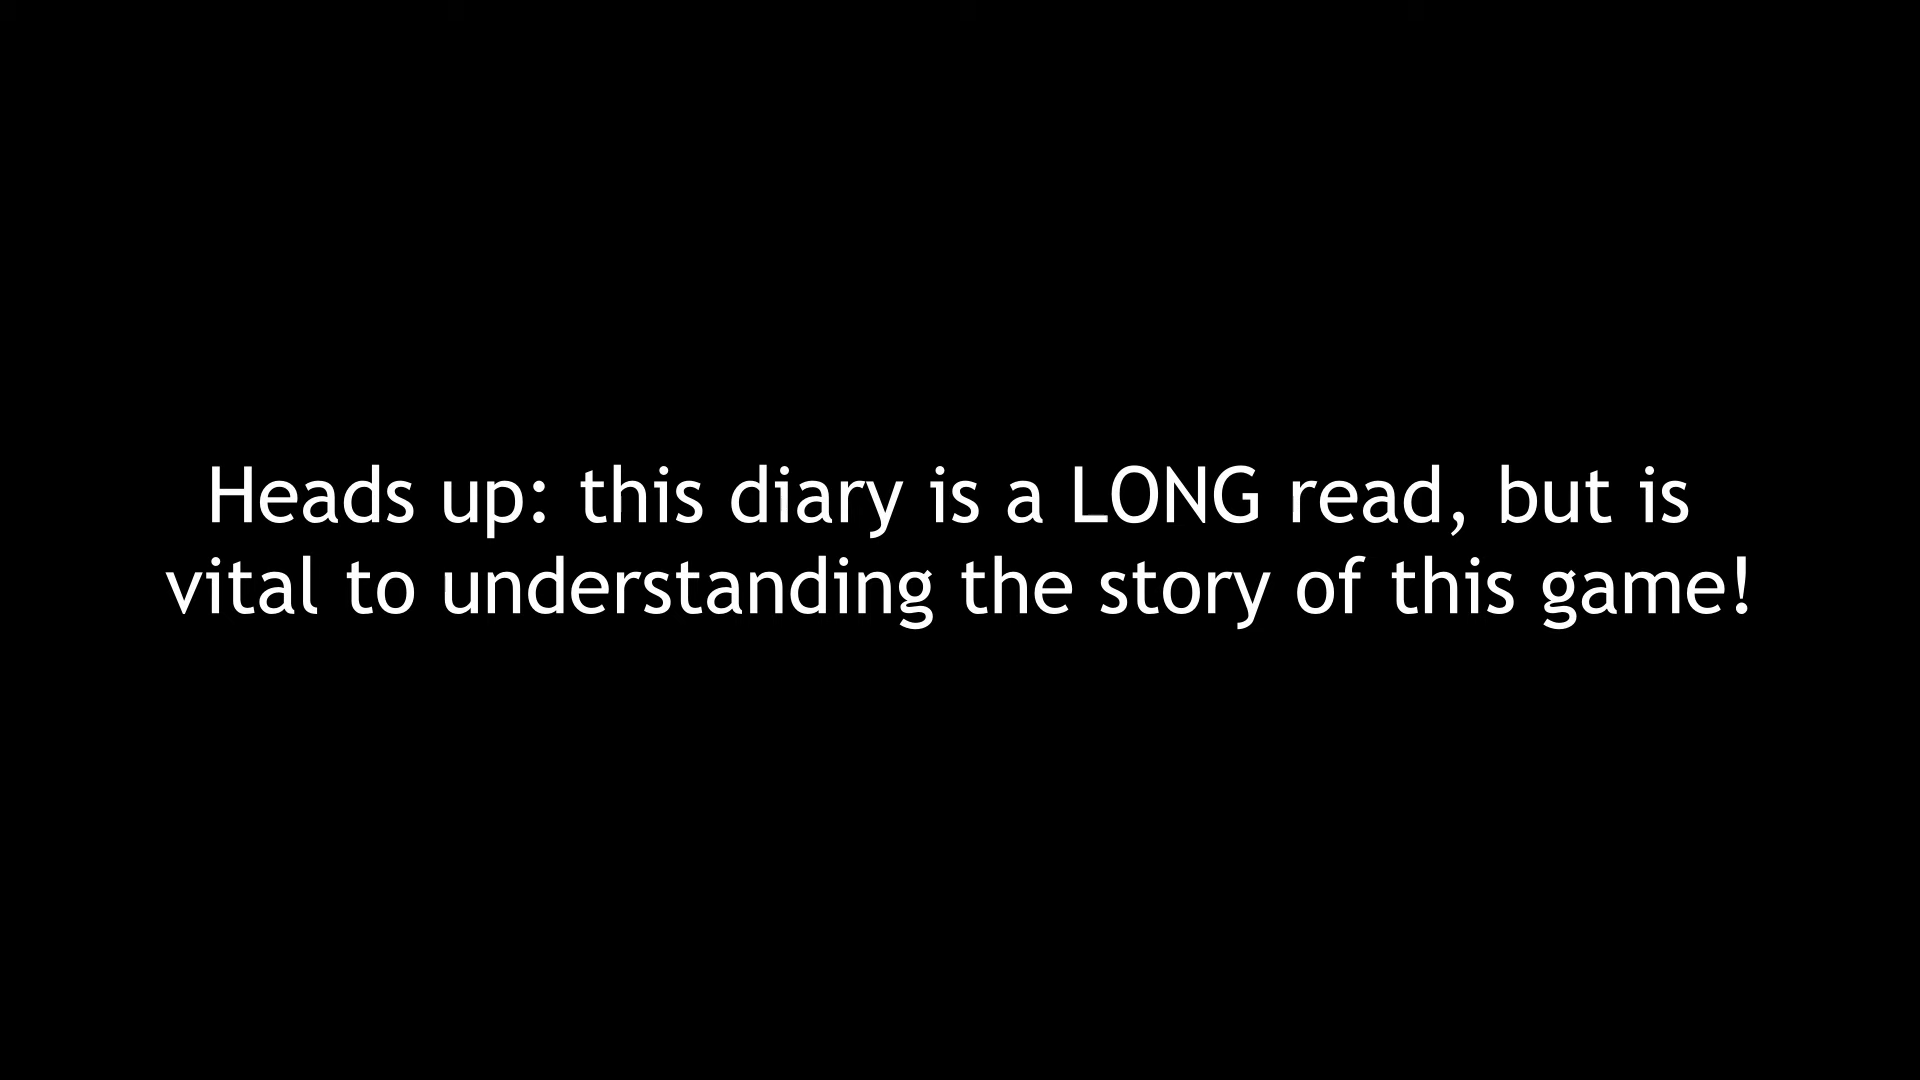 Heads up: this diary is a LONG read, but is
vital to understanding the story of this game!